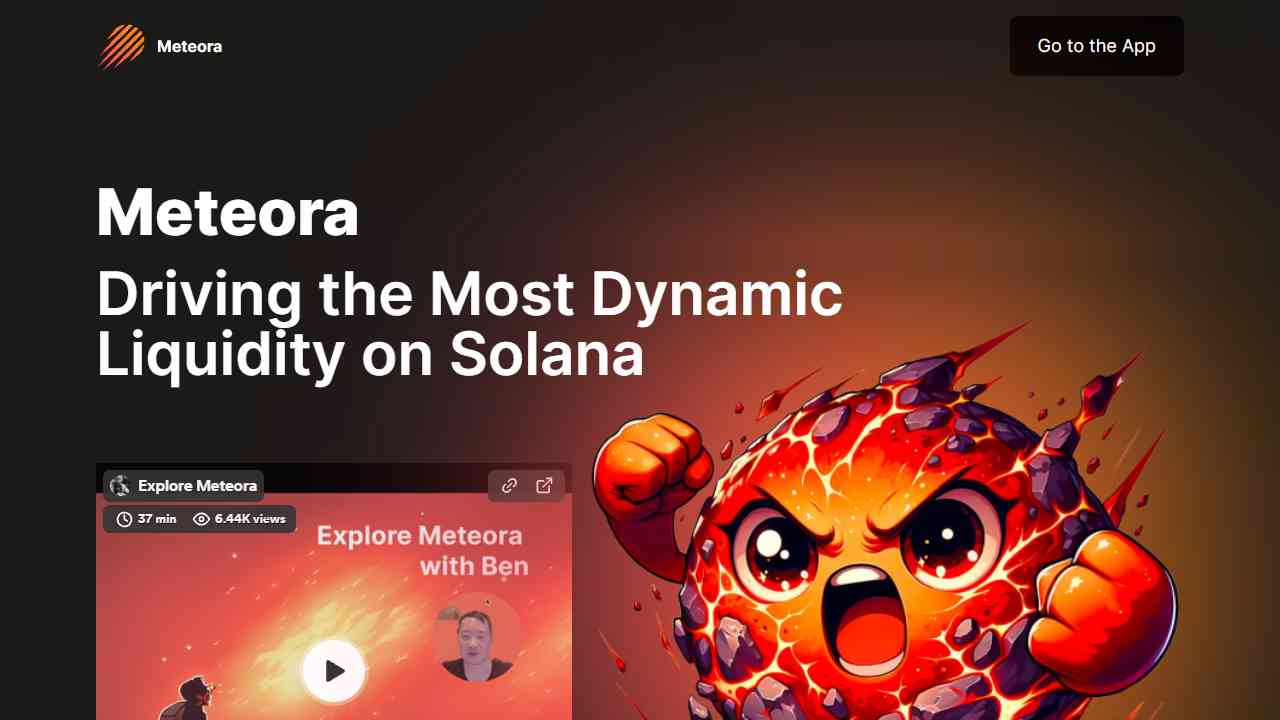 Meteora
Go to the App
Meteora
Driving the Most Dynamic
Liquidity on Solana
Explore Meteora
37 min 6.44K views
Explore Meteora
with Ben